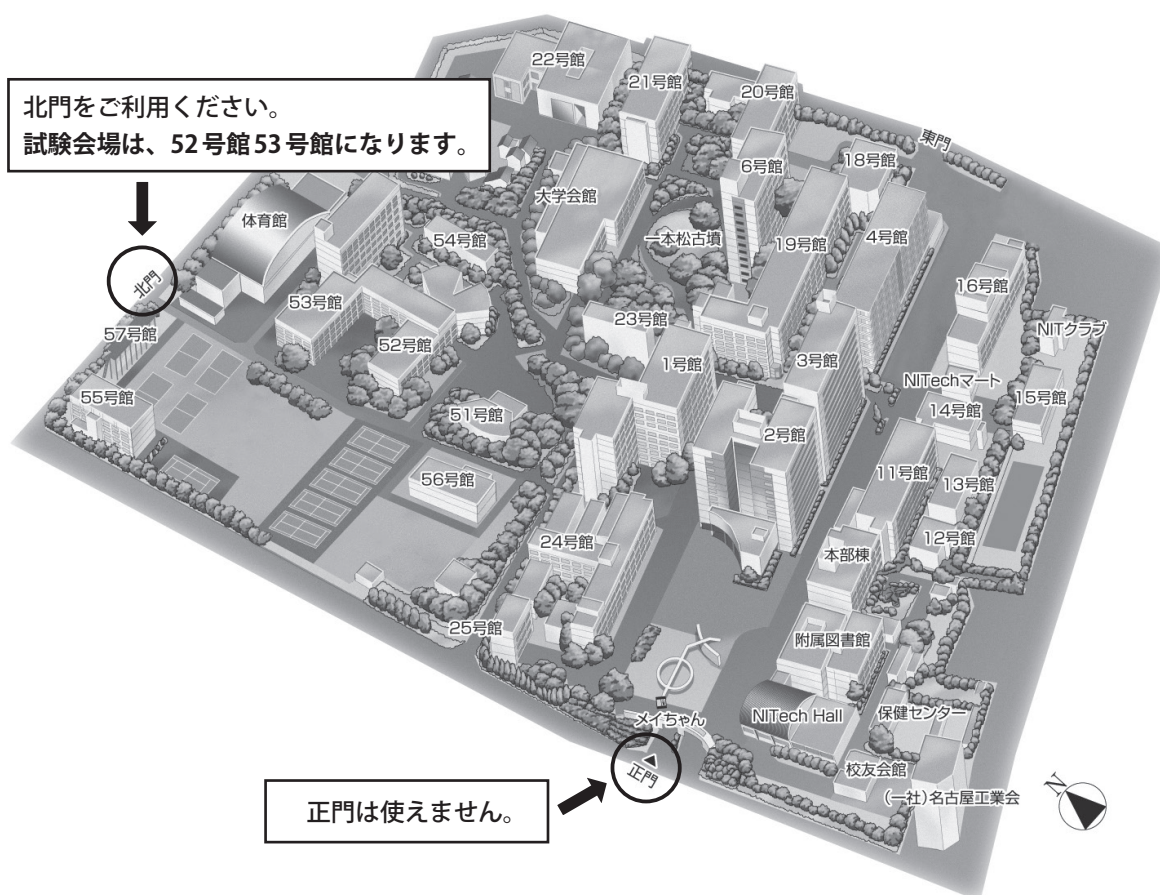 北門をご利用ください。
試験会場は、52号館53号館になります。
22号館
21号館
20号館
東門
6号館
18号館
大学会館
体育館
54号館
一本松古墳
19号館
4号館
北門
16号館
53号館
23号館
57号館
52号館
NITクラブ
1号館
3号館
NITechマート
55号館
14号館
15号館
51号館
2号館
11号館
56号館
13号館
12号館
24号館
本部棟
25号館
附属図書館
メイちゃん
NITech Hall
保健センター
正門
校友会館
(一社)名古屋工業会
正門は使えません。
N